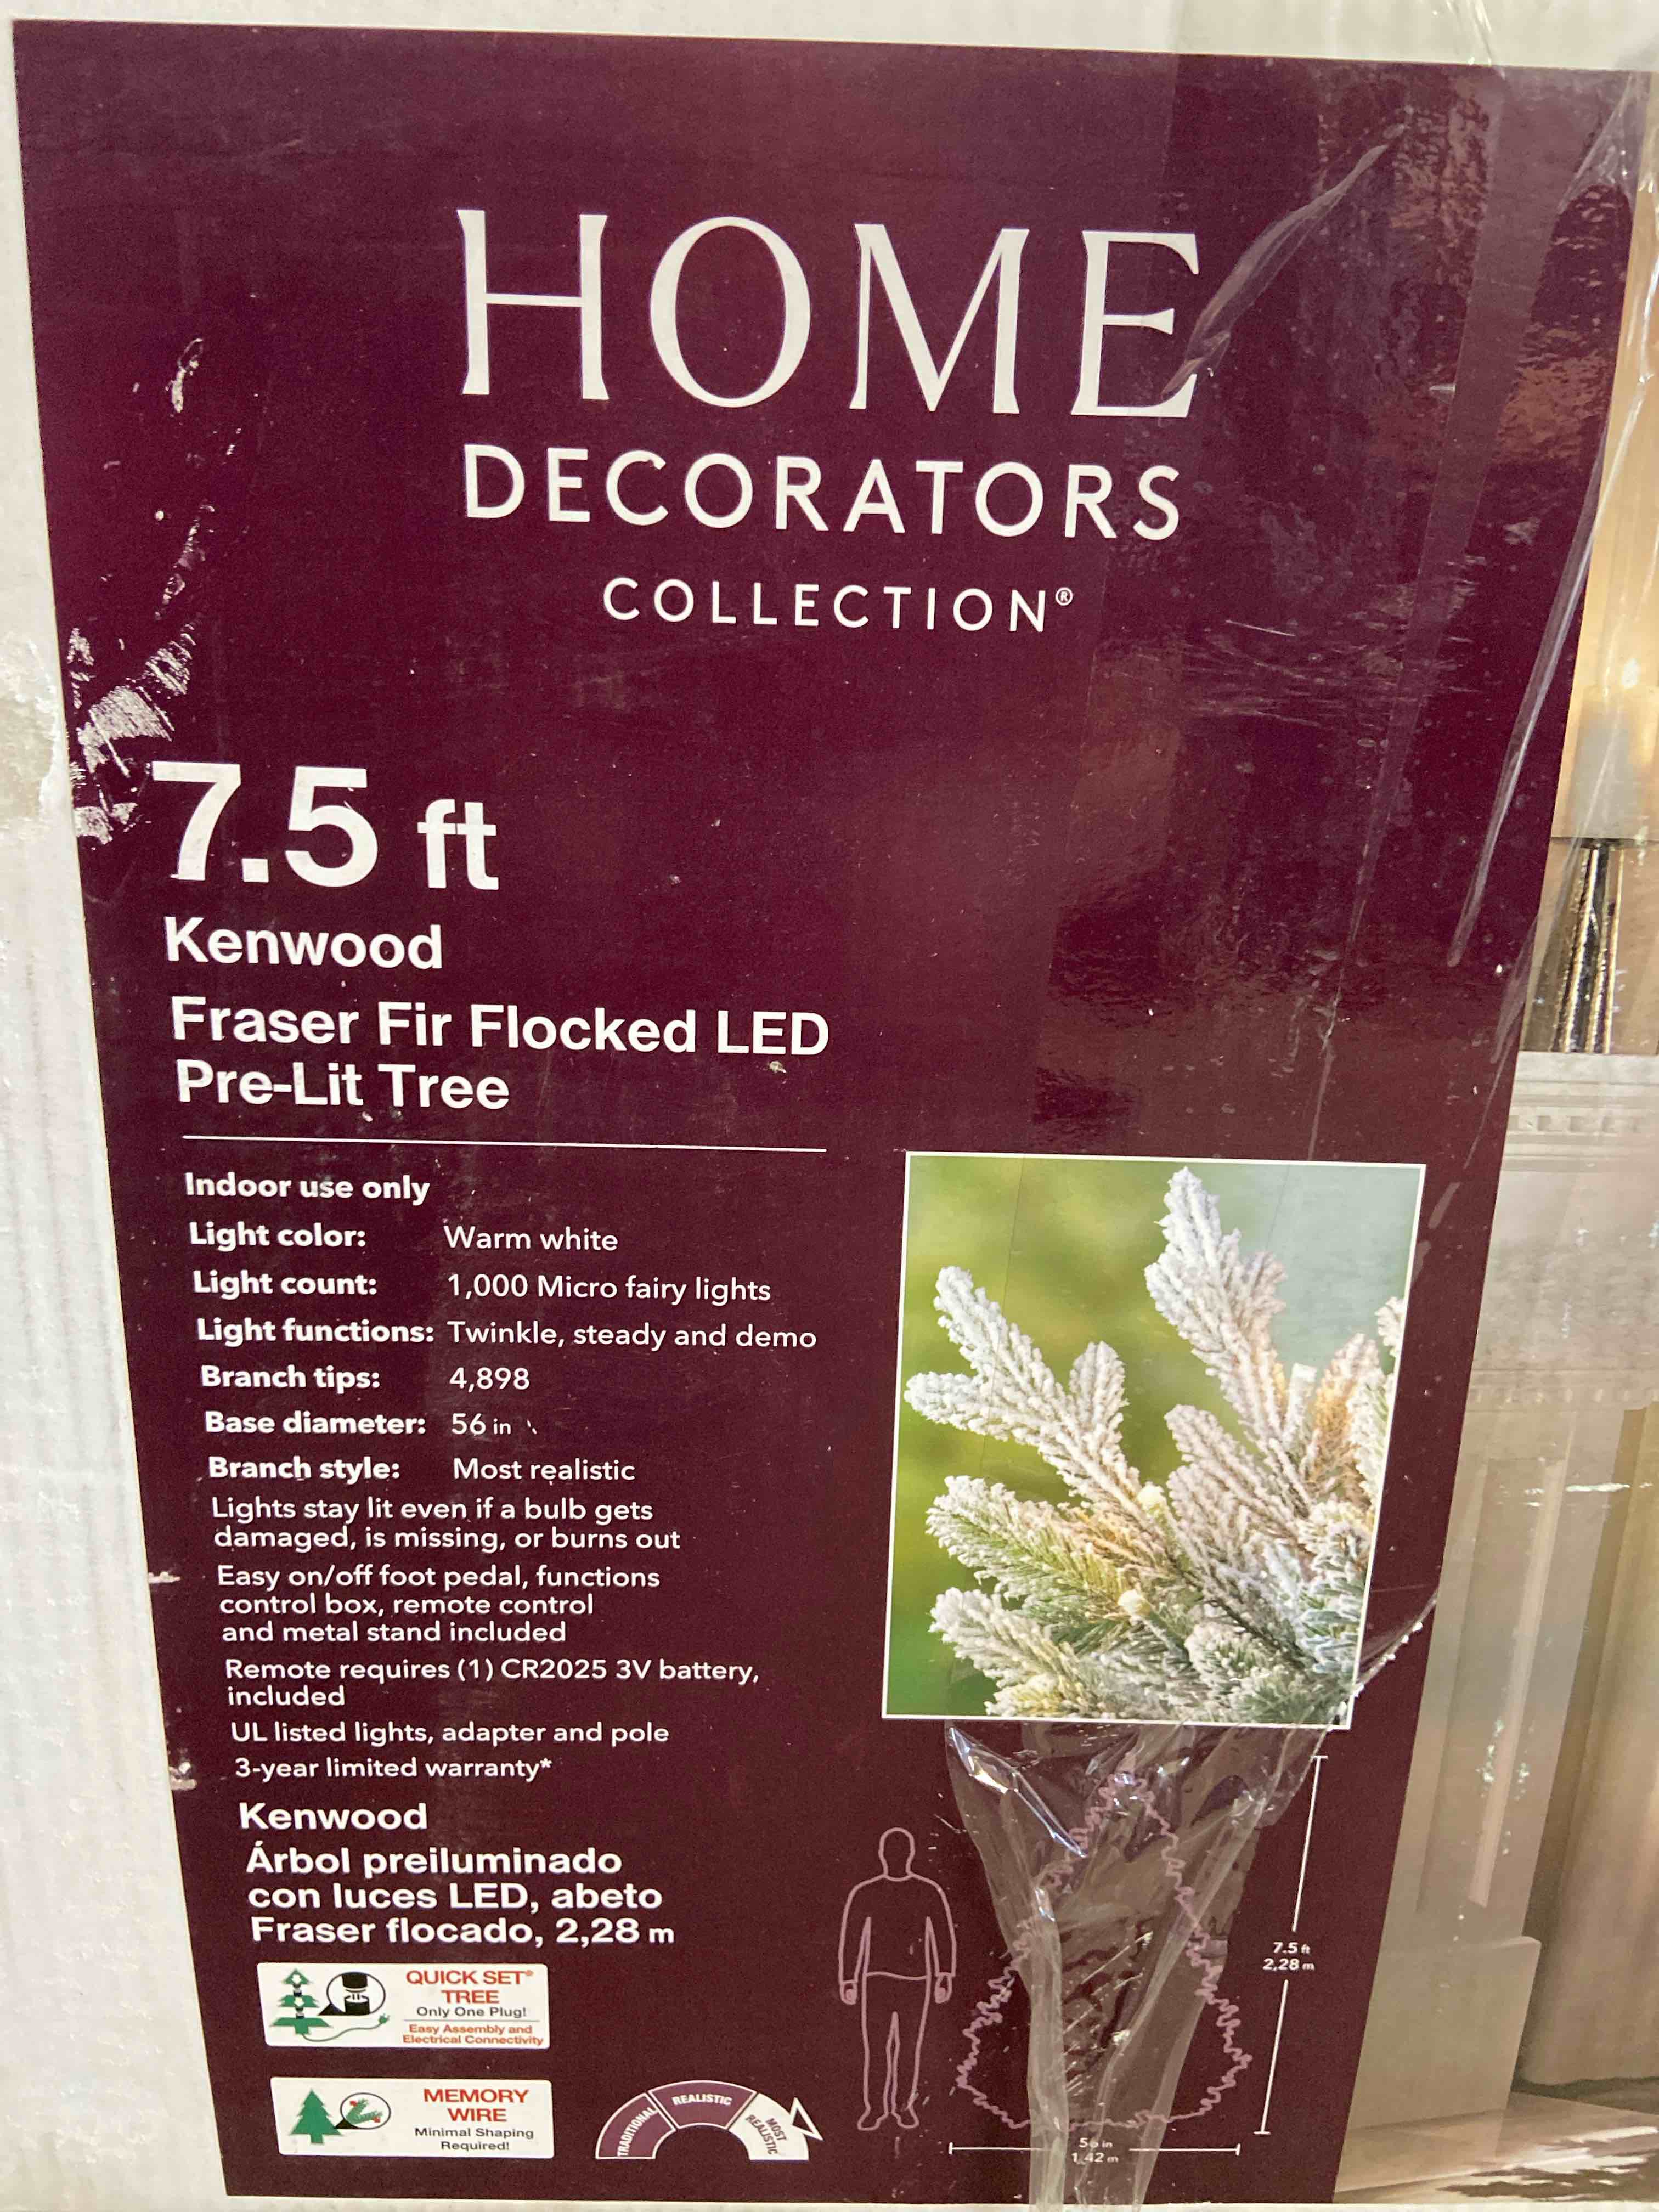 HOME
DECORATORS
COLLECTION®
7.5 ft
Kenwood
Fraser Fir Flocked LED
Pre-Lit Tree
Indoor use only
Light color: Warm white
Light count: 1,000 Micro fairy lights
Light functions: Twinkle, steady and demo
Branch tips: 4,898
Base diameter: 56 in
Branch style: Most realistic
Lights stay lit even if a bulb gets
damaged, is missing, or burns out
Easy on/off foot pedal, functions
control box, remote control
and metal stand included
Remote requires (1) CR2025 3V battery,
included
UL listed lights, adapter and pole
3-year limited warranty*
Kenwood
Árbol preiluminado
con luces LED, abeto
Fraser flocado, 2,28 m
QUICK SET®
TREE
Only One Plug!
Easy Assembly and
Electrical Connectivity
MEMORY
WIRE
Minimal Shaping
Required!
TRADITIONAL
REALISTIC
MOST
REALISTIC
7.5 ft
2,28 m
56 in
1,42 m